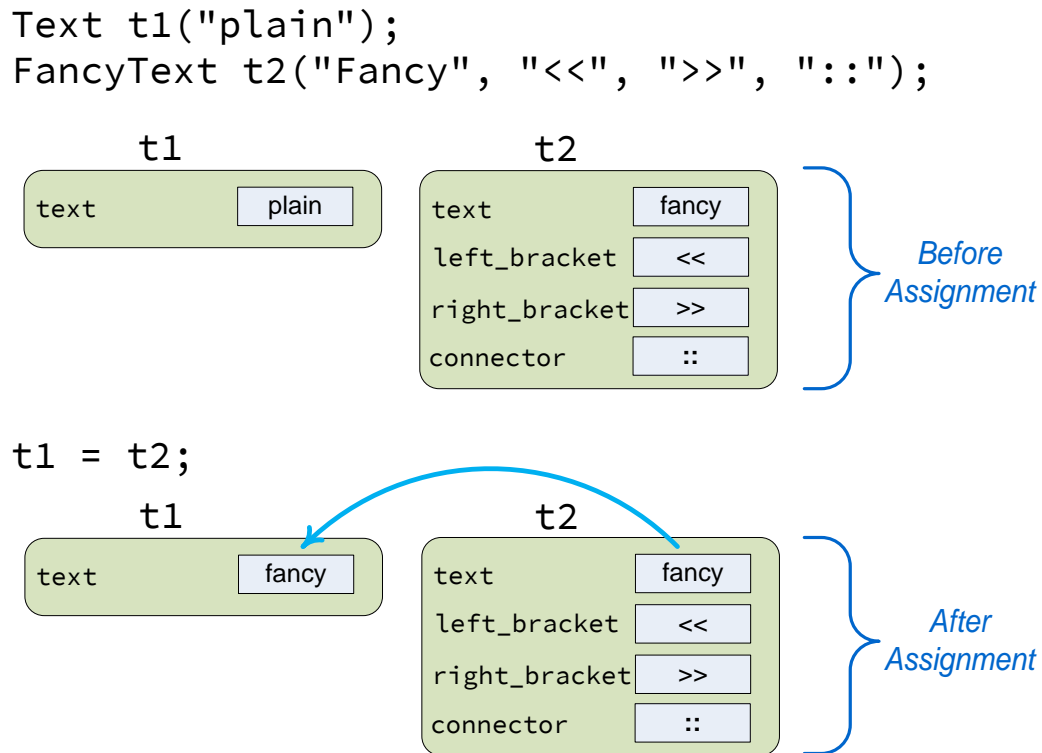 Text t1("plain");
FancyText t2("Fancy", "<<", ">>", "::");
t1
t2
text plain
text fancy
left_bracket <<
right_bracket >>
connector ::
Before
Assignment
t1 = t2;
t1
t2
text fancy
text fancy
left_bracket <<
right_bracket >>
connector ::
After
Assignment